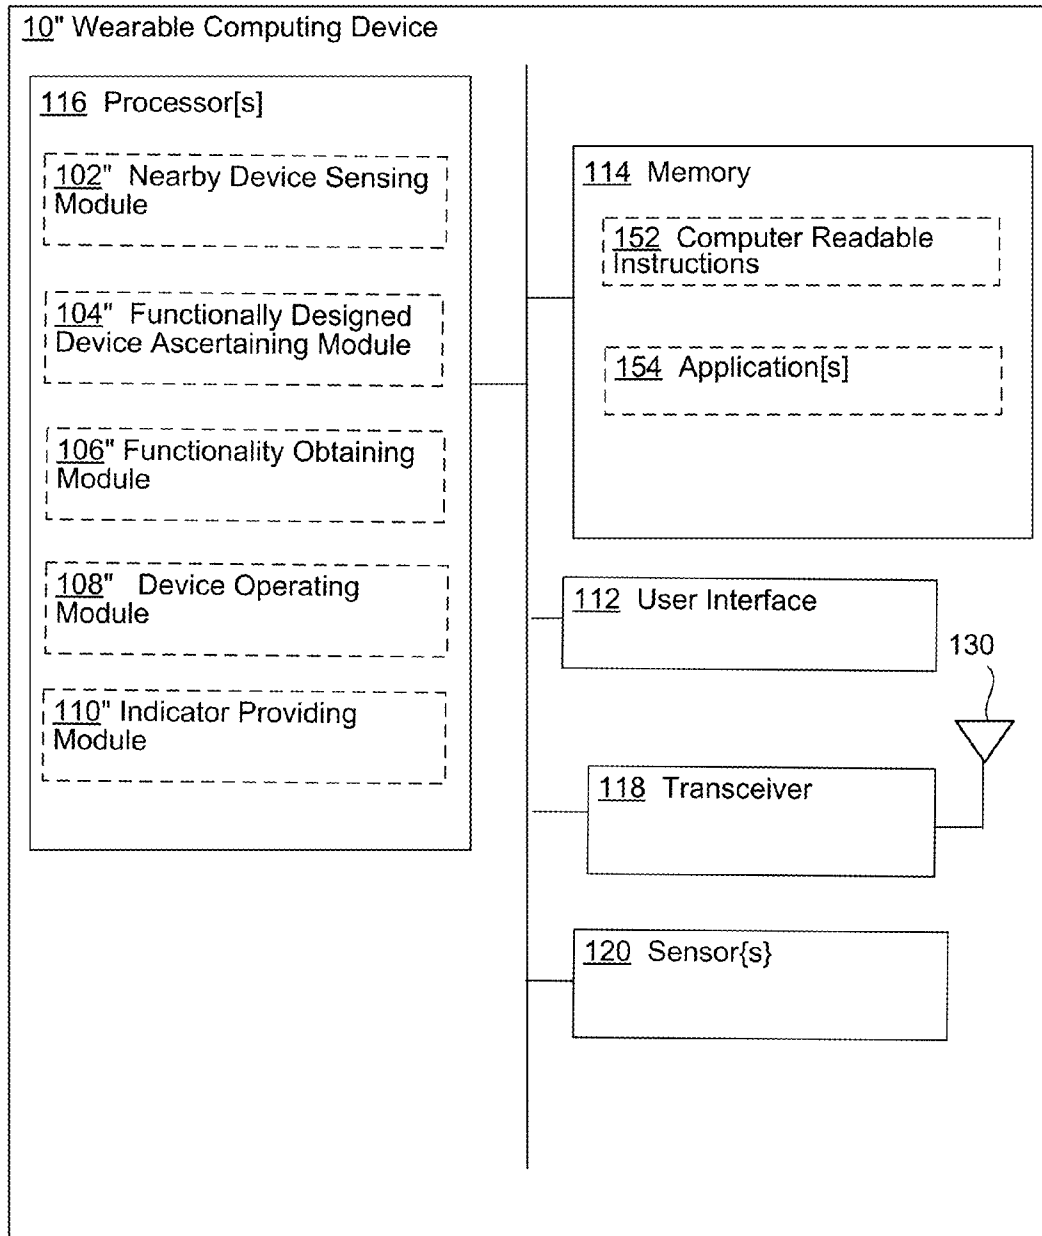 10" Wearable Computing Device
116 Processor[s]
102" Nearby Device Sensing
Module
104" Functionally Designed
Device Ascertaining Module
106" Functionality Obtaining
Module
108" Device Operating
Module
110" Indicator Providing
Module
114 Memory
152 Computer Readable
Instructions
154 Application[s]
112 User Interface
130
118 Transceiver
120 Sensor{s}